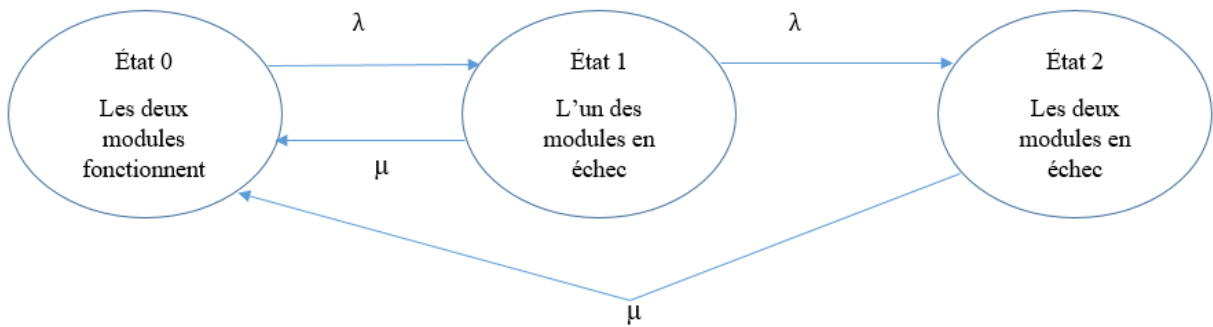 λ
λ
État 0
Les deux
modules
fonctionnent
État 1
L’un des
modules en
échec
État 2
Les deux
modules en
échec
μ
μ